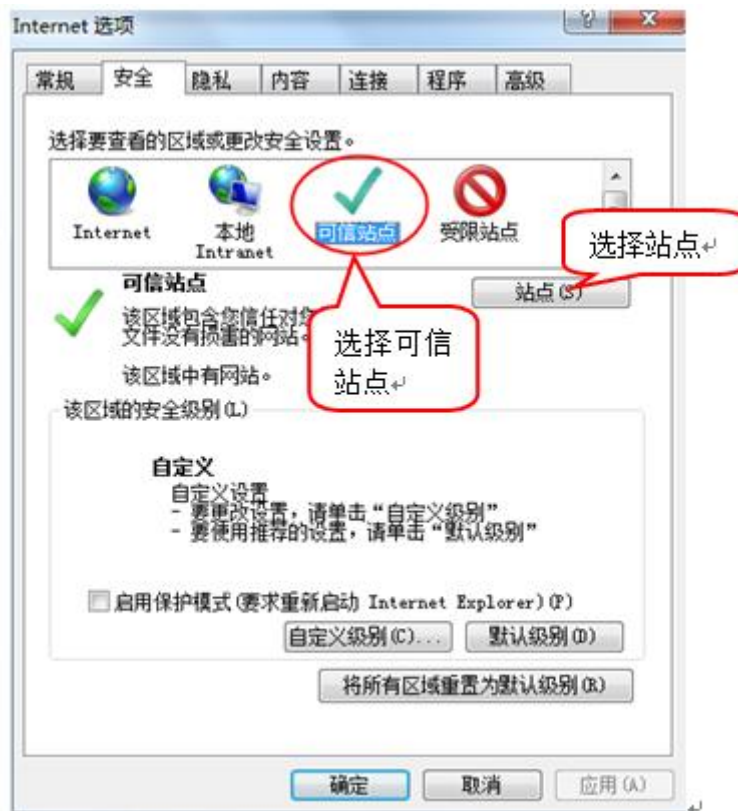 Internet 选项
常规 安全 隐私 内容 连接 程序 高级
选择要查看的区域或更改安全设置。
Internet 本地 Intranet 可信站点 受限站点
选择站点
可信站点
站点(S)
该区域包含您信任对您
文件没有损害的网站。
选择可信
站点
该区域中有网站。
该区域的安全级别(L)
自定义
自定义设置
- 要更改设置，请单击“自定义级别”
- 要使用推荐的设置，请单击“默认级别”
启用保护模式(要求重新启动 Internet Explorer)(P)
自定义级别(C)... 默认级别(D)
将所有区域重置为默认级别(R)
确定 取消 应用(A)